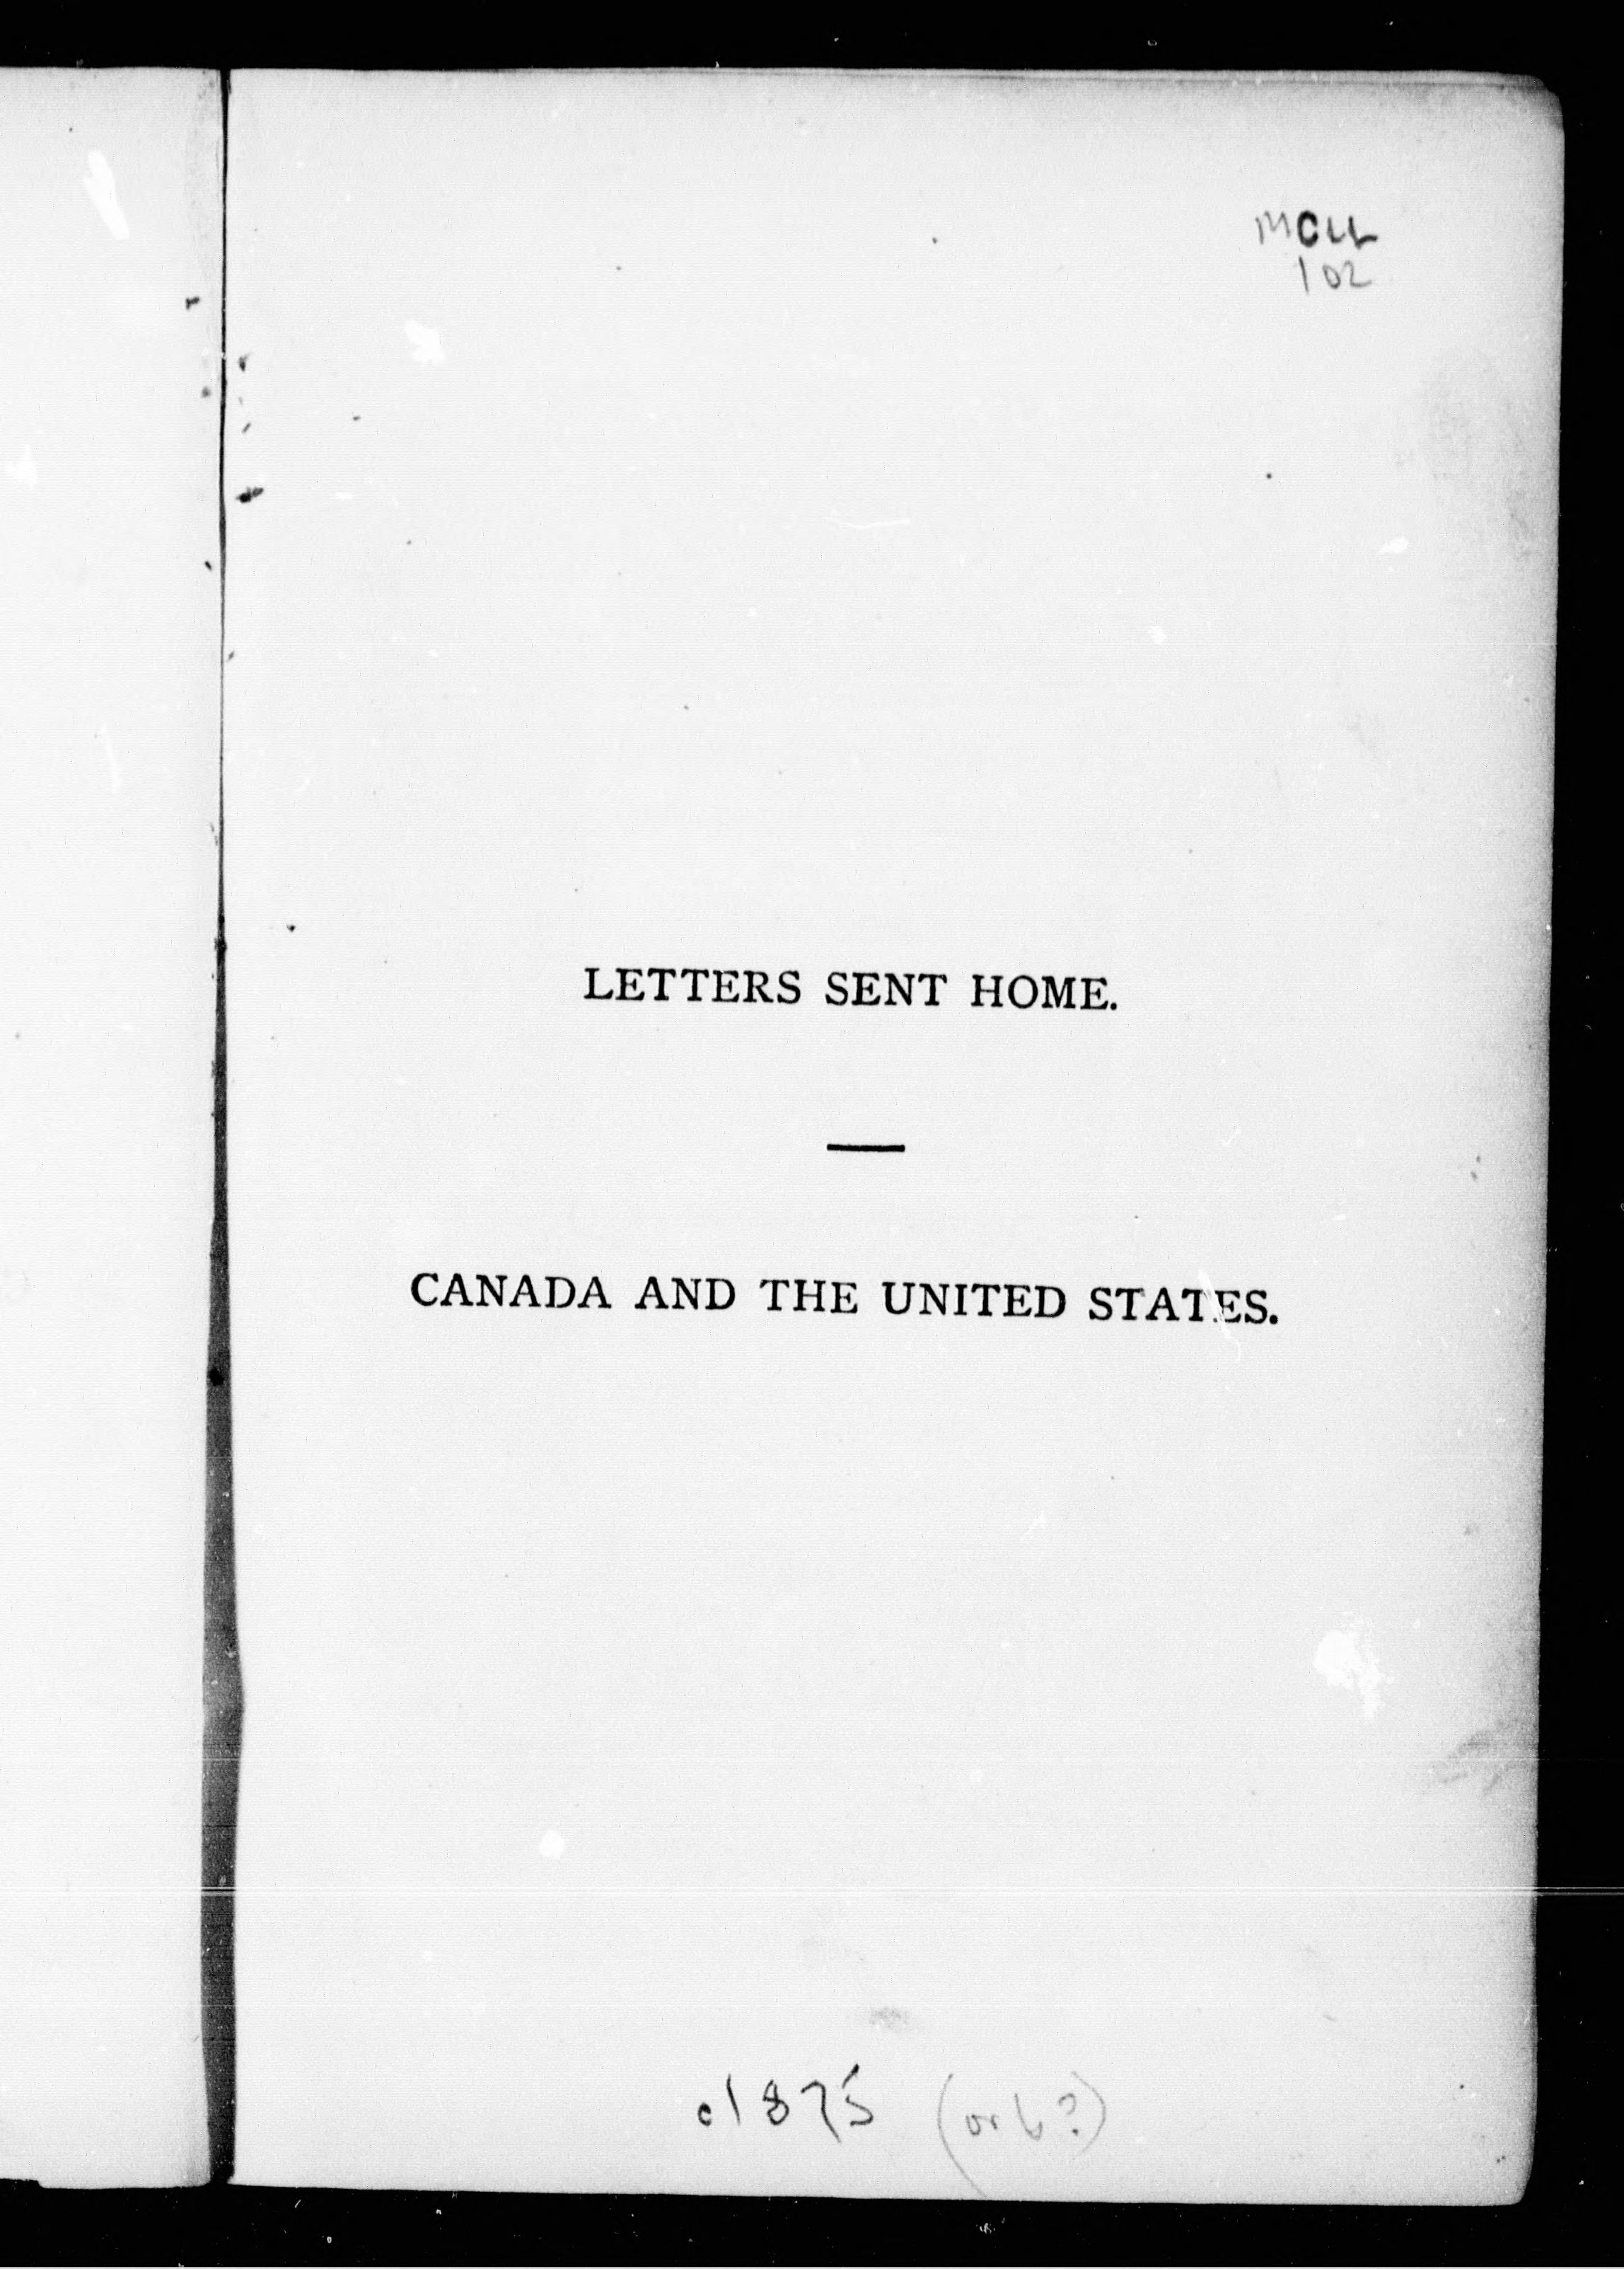 MCLL
102
LETTERS SENT HOME.
CANADA AND THE UNITED STATES.
c1875 (or 6?)